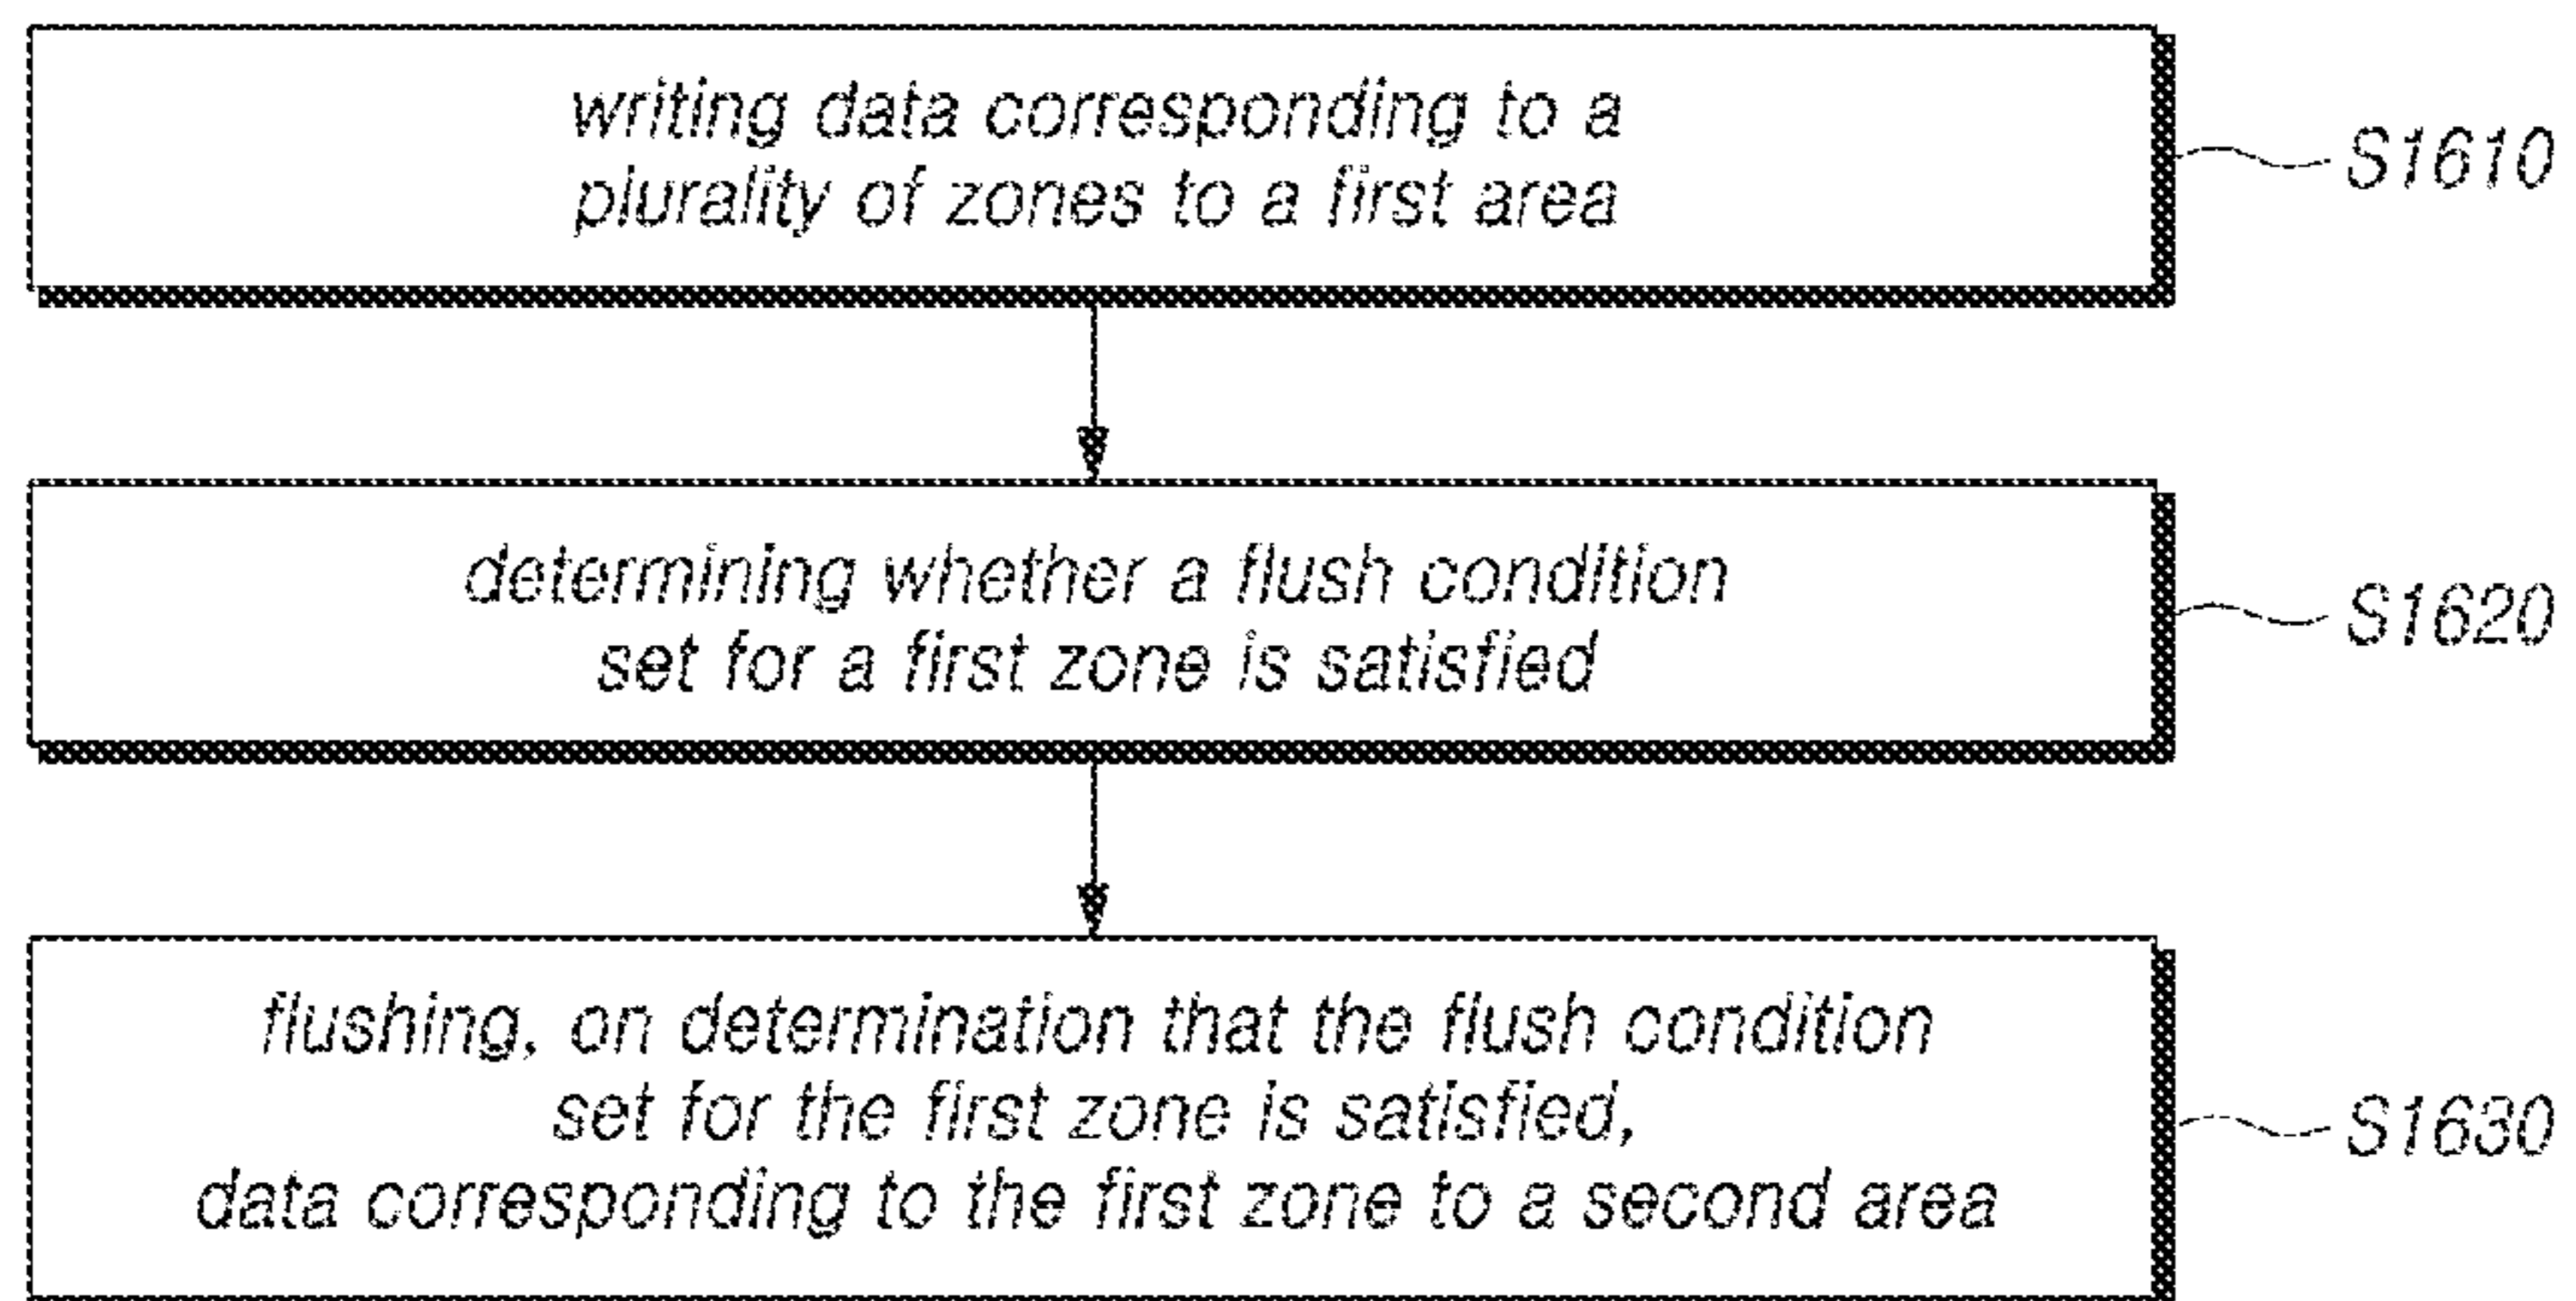 writing data corresponding to a
plurality of zones to a first area
S1610
determining whether a flush condition
set for a first zone is satisfied
S1620
flushing, on determination that the flush condition
set for the first zone is satisfied,
data corresponding to the first zone to a second area
S1630